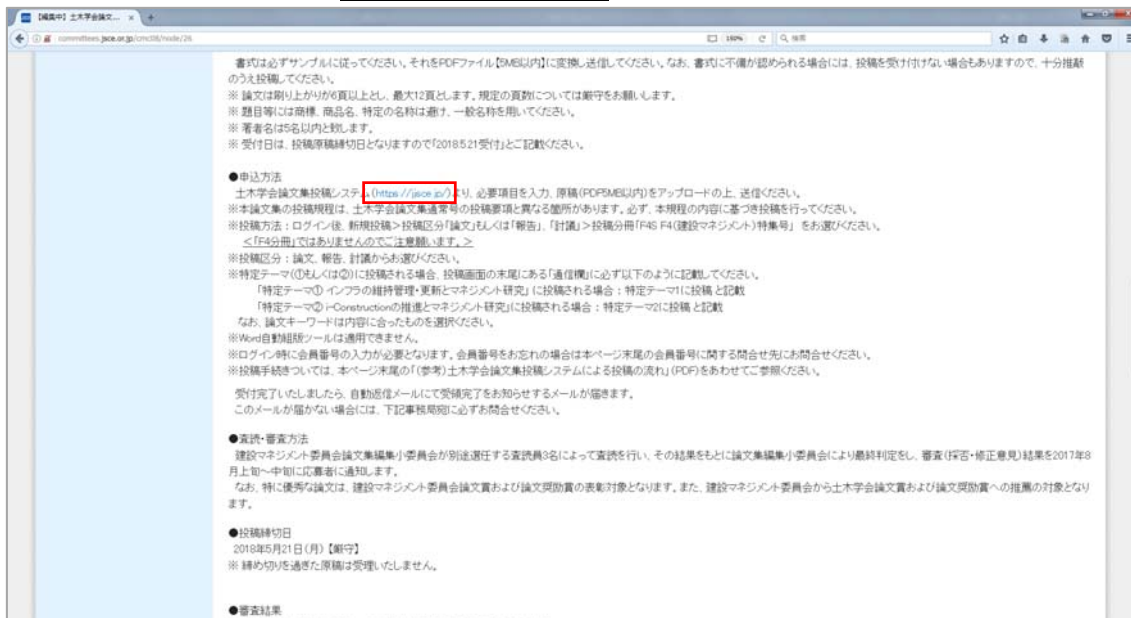 【編集中】土木学会論文... × +
committees.jsce.or.jp/cmc08/node/26 150% 検索
書式は必ずサンプルに従ってください。それをPDFファイル【5MB以内】に変換し送信してください。なお、書式に不備が認められる場合には、投稿を受け付けない場合もありますので、十分推敲
のうえ投稿してください。
※ 論文は刷り上がりが6頁以上とし、最大12頁とします。規定の頁数については厳守をお願いします。
※ 題目等には商標、商品名、特定の名称は避け、一般名称を用いてください。
※ 著者名は5名以内と致します。
※ 受付日は、投稿原稿締切日となりますので「2018.5.21受付」とご記載ください。
●申込方法
土木学会論文集投稿システム(https://jsce.jp/)より、必要項目を入力、原稿(PDF5MB以内)をアップロードの上、送信ください。
※本論文集の投稿規程は、土木学会論文集通常号の投稿要項と異なる箇所があります。必ず、本規程の内容に基づき投稿を行ってください。
※投稿方法:ログイン後、新規投稿>投稿区分「論文」もしくは「報告」、「討議」>投稿分冊「F4S F4(建設マネジメント)特集号」 をお選びください。
<「F4分冊」ではありませんのでご注意願います。>
※投稿区分:論文、報告、討議からお選びください。
※特定テーマ(①もしくは②)に投稿される場合、投稿画面の末尾にある「通信欄」に必ず以下のように記載してください。
「特定テーマ① インフラの維持管理・更新とマネジメント研究」 に投稿される場合:特定テーマ1に投稿 と記載
「特定テーマ② i-Constructionの推進とマネジメント研究」に投稿される場合:特定テーマ2に投稿 と記載
なお、論文キーワードは内容に合ったものを選択ください。
※Word自動組版ツールは適用できません。
※ログイン時に会員番号の入力が必要となります。会員番号をお忘れの場合は本ページ末尾の会員番号に関する問合せ先にお問合せください。
※投稿手続きついては、本ページ末尾の「(参考)土木学会論文集投稿システムによる投稿の流れ」(PDF)をあわせてご参照ください。
受付完了いたしましたら、自動返信メールにて受領完了をお知らせするメールが届きます。
このメールが届かない場合には、下記事務局宛に必ずお問合せください。
●査読・審査方法
建設マネジメント委員会論文集編集小委員会が別途選任する査読員3名によって査読を行い、その結果をもとに論文集編集小委員会により最終判定をし、審査(採否・修正意見)結果を2017年8
月上旬~中旬に応募者に通知します。
なお、特に優秀な論文は、建設マネジメント委員会論文賞および論文奨励賞の表彰対象となります。また、建設マネジメント委員会から土木学会論文賞および論文奨励賞への推薦の対象となり
ます。
●投稿締切日
2018年5月21日(月)【厳守】
※ 締め切りを過ぎた原稿は受理いたしません。
●審査結果